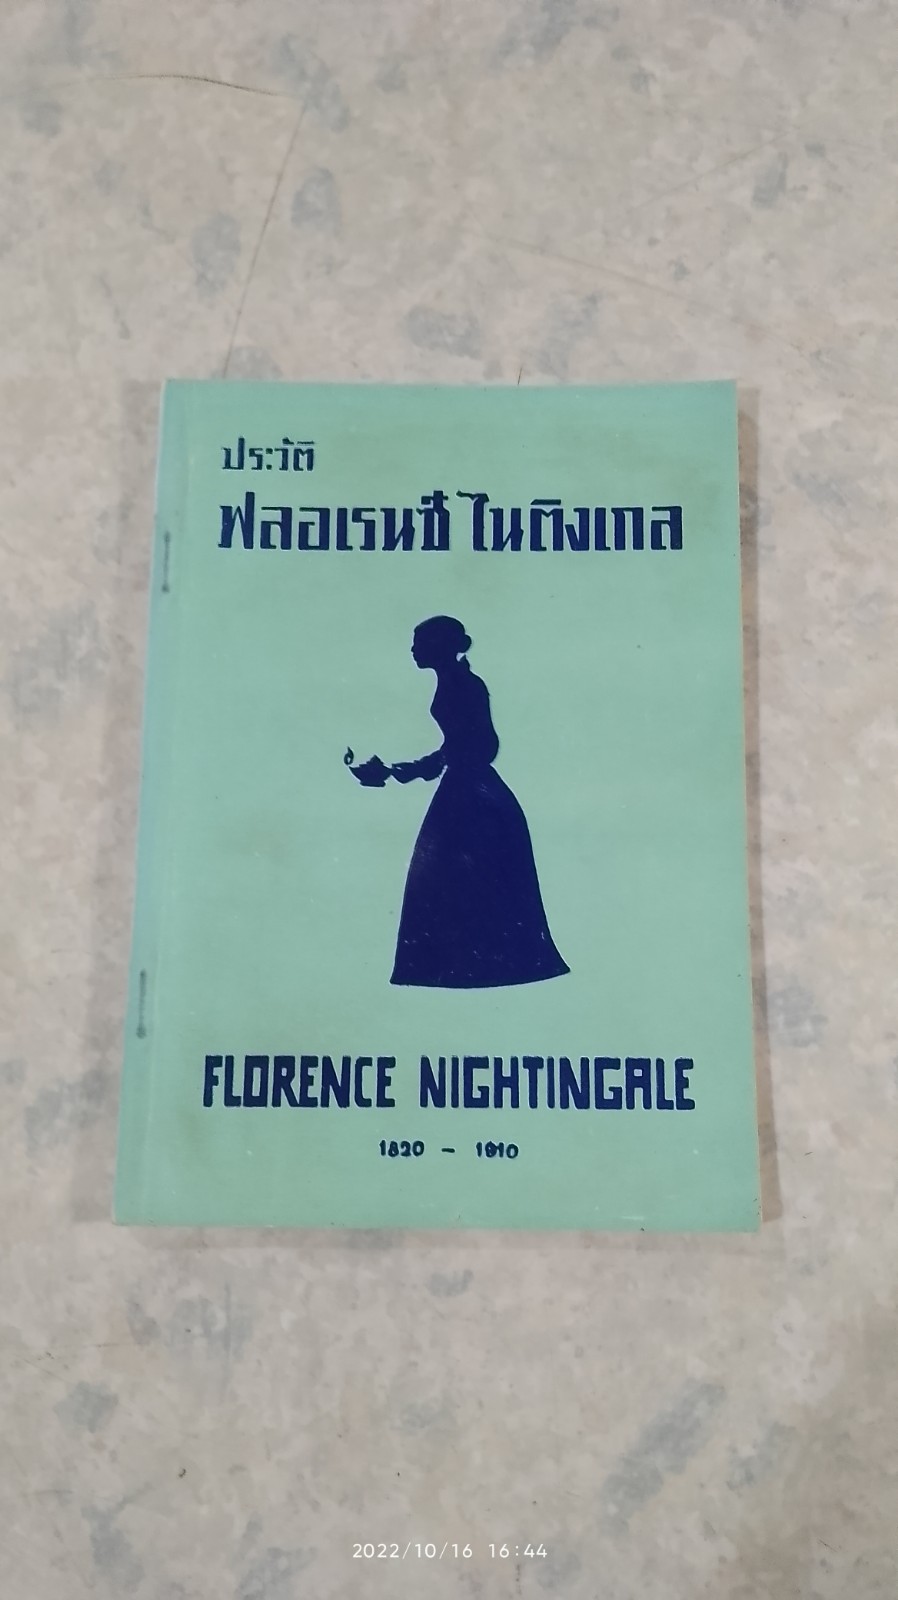 ประวัติ
ฟลอเรนซ์ ไนติงเกล
FLORENCE NIGHTINGALE
1820 - 1910
2022/10/16 16:44